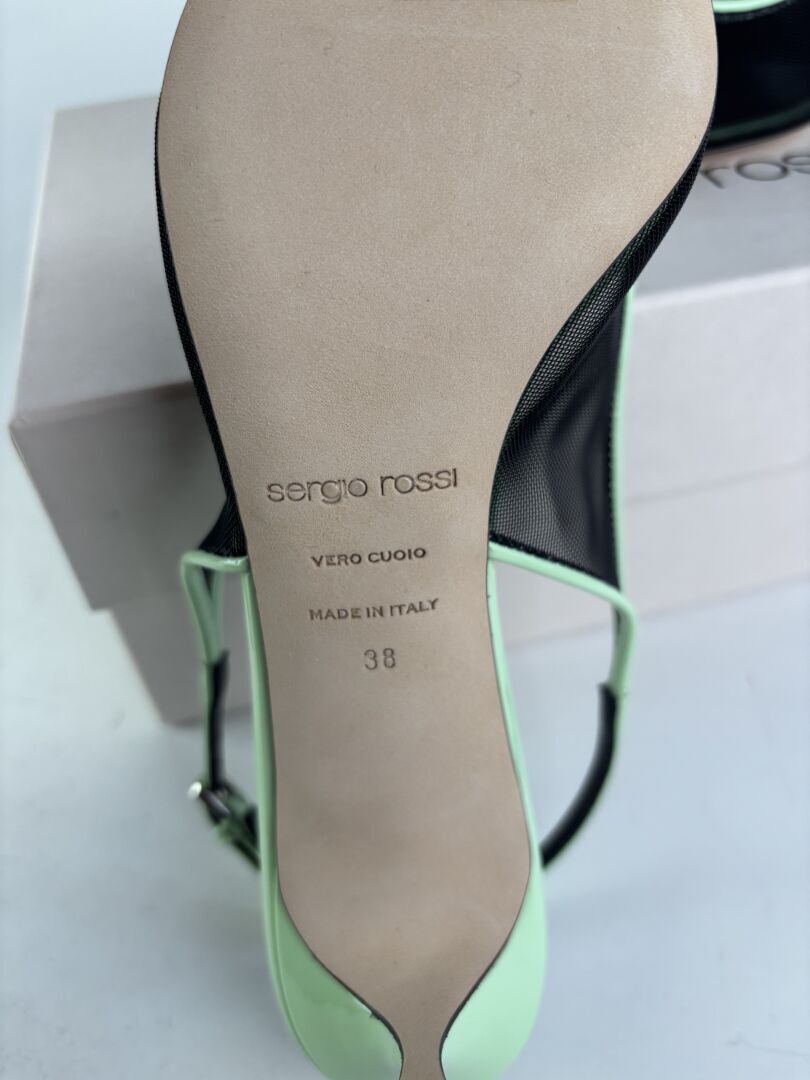 sergio rossi
VERO CUOIO
MADE IN ITALY
38